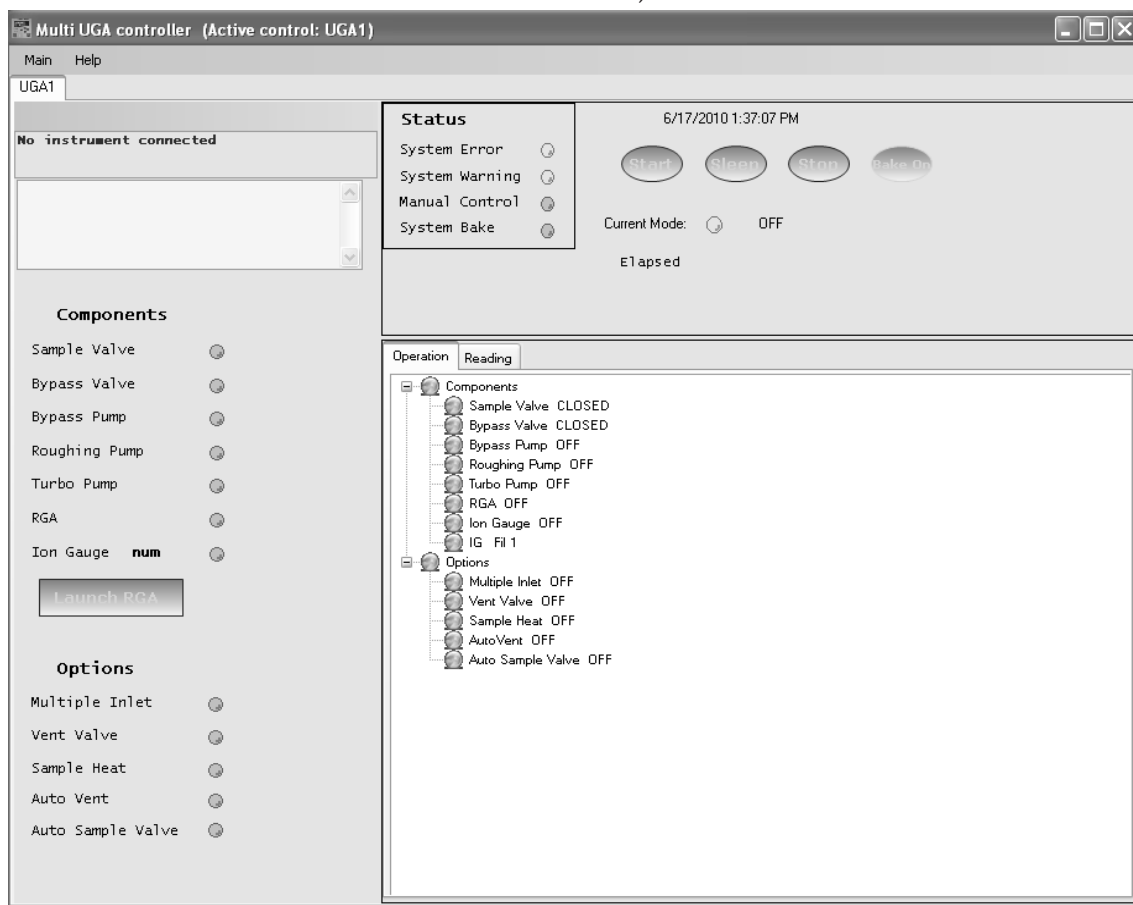 Multi UGA controller (Active control: UGA1)
Main Help
UGA1
No instrument connected
Components
Sample Valve
Bypass Valve
Bypass Pump
Roughing Pump
Turbo Pump
RGA
Ion Gauge num
Launch RGA
Options
Multiple Inlet
Vent Valve
Sample Heat
Auto Vent
Auto Sample Valve
Status
System Error
System Warning
Manual Control
System Bake
6/17/2010 1:37:07 PM
Start Sleep Stop Bake On
Current Mode: OFF
Elapsed
Operation Reading
Components
Sample Valve CLOSED
Bypass Valve CLOSED
Bypass Pump OFF
Roughing Pump OFF
Turbo Pump OFF
RGA OFF
Ion Gauge OFF
IG Fil 1
Options
Multiple Inlet OFF
Vent Valve OFF
Sample Heat OFF
AutoVent OFF
Auto Sample Valve OFF